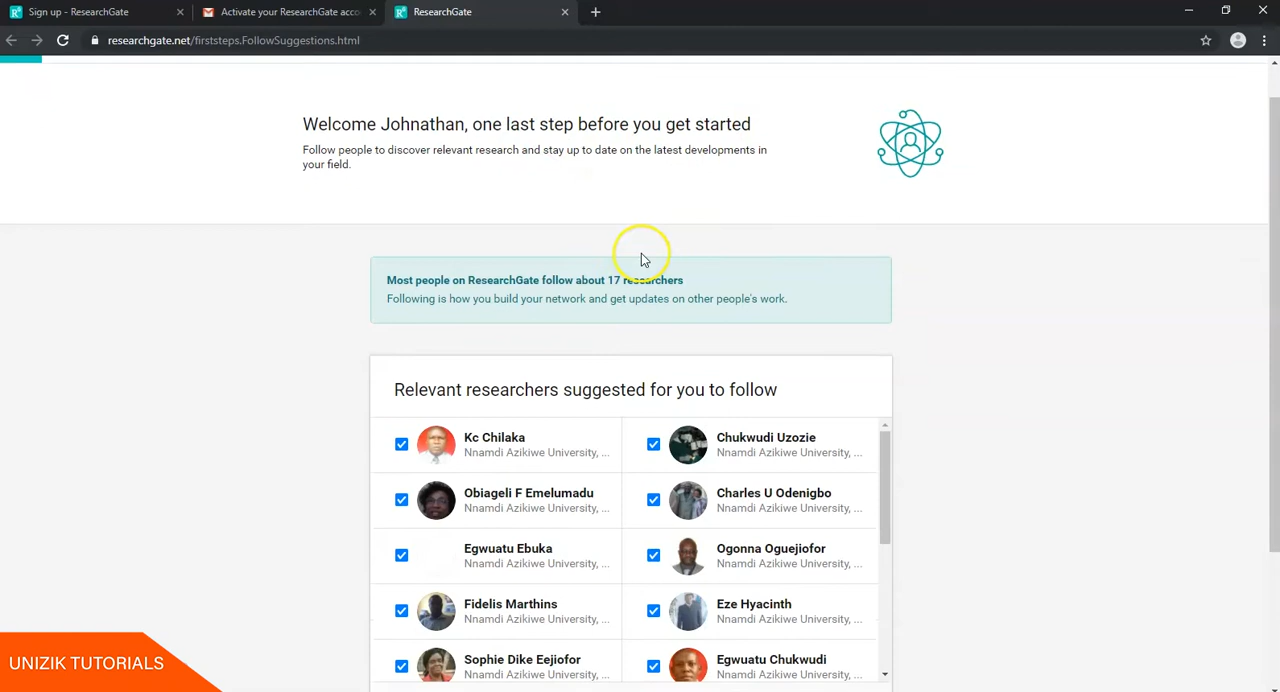 Sign up - ResearchGate
Activate your ResearchGate acco
ResearchGate
researchgate.net/firststeps.FollowSuggestions.html
Welcome Johnathan, one last step before you get started
Follow people to discover relevant research and stay up to date on the latest developments in
your field.
Most people on ResearchGate follow about 17 researchers
Following is how you build your network and get updates on other people's work.
Relevant researchers suggested for you to follow
Kc Chilaka
Nnamdi Azikiwe University, ...
Chukwudi Uzozie
Nnamdi Azikiwe University, ...
Obiageli F Emelumadu
Nnamdi Azikiwe University, ...
Charles U Odenigbo
Nnamdi Azikiwe University, ...
Egwuatu Ebuka
Nnamdi Azikiwe University, ...
Ogonna Oguejiofor
Nnamdi Azikiwe University, ...
Fidelis Marthins
Nnamdi Azikiwe University, ...
Eze Hyacinth
Nnamdi Azikiwe University, ...
Sophie Dike Eejiofor
Nnamdi Azikiwe University, ...
Egwuatu Chukwudi
Nnamdi Azikiwe University, ...
UNIZIK TUTORIALS